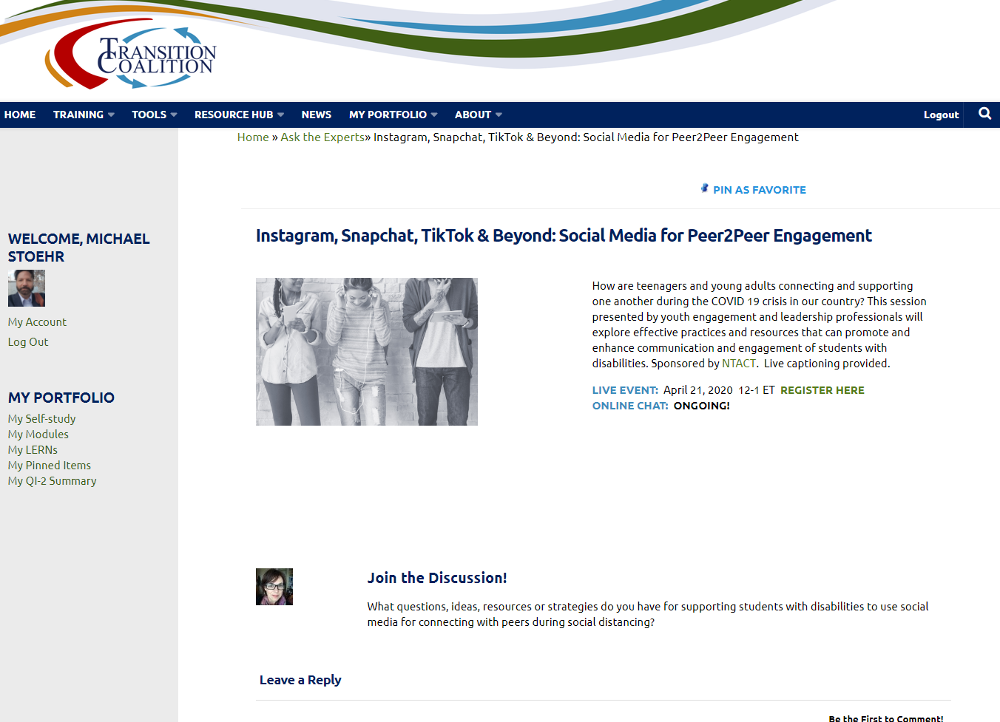 TRANSITION
COALITION
HOME TRAINING TOOLS RESOURCE HUB NEWS MY PORTFOLIO ABOUT Logout
Home » Ask the Experts» Instagram, Snapchat, TikTok & Beyond: Social Media for Peer2Peer Engagement
PIN AS FAVORITE
WELCOME, MICHAEL
STOEHR
My Account
Log Out
MY PORTFOLIO
My Self-study
My Modules
My LERNs
My Pinned Items
My QI-2 Summary
Instagram, Snapchat, TikTok & Beyond: Social Media for Peer2Peer Engagement
How are teenagers and young adults connecting and supporting
one another during the COVID 19 crisis in our country? This session
presented by youth engagement and leadership professionals will
explore effective practices and resources that can promote and
enhance communication and engagement of students with
disabilities. Sponsored by NTACT.  Live captioning provided.
LIVE EVENT:  April 21, 2020  12-1 ET  REGISTER HERE
ONLINE CHAT:  ONGOING!
Join the Discussion!
What questions, ideas, resources or strategies do you have for supporting students with disabilities to use social
media for connecting with peers during social distancing?
Leave a Reply
Be the First to Comment!